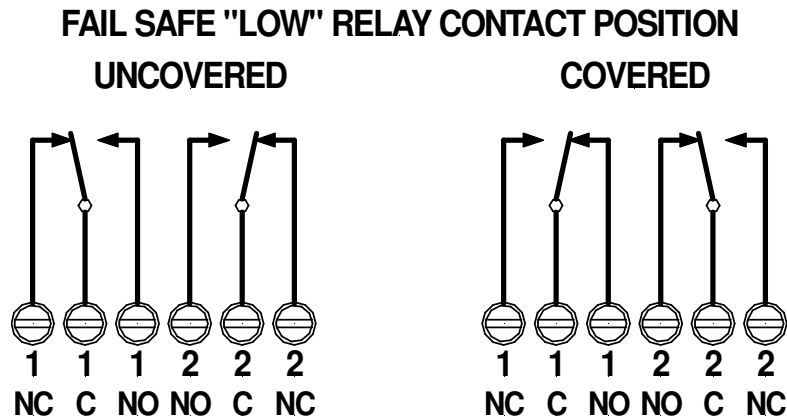 FAIL SAFE "LOW" RELAY CONTACT POSITION
UNCOVERED COVERED
1 1 1 2 2 2 1 1 1 2 2 2
NC C NO NO C NC NC C NO NO C NC